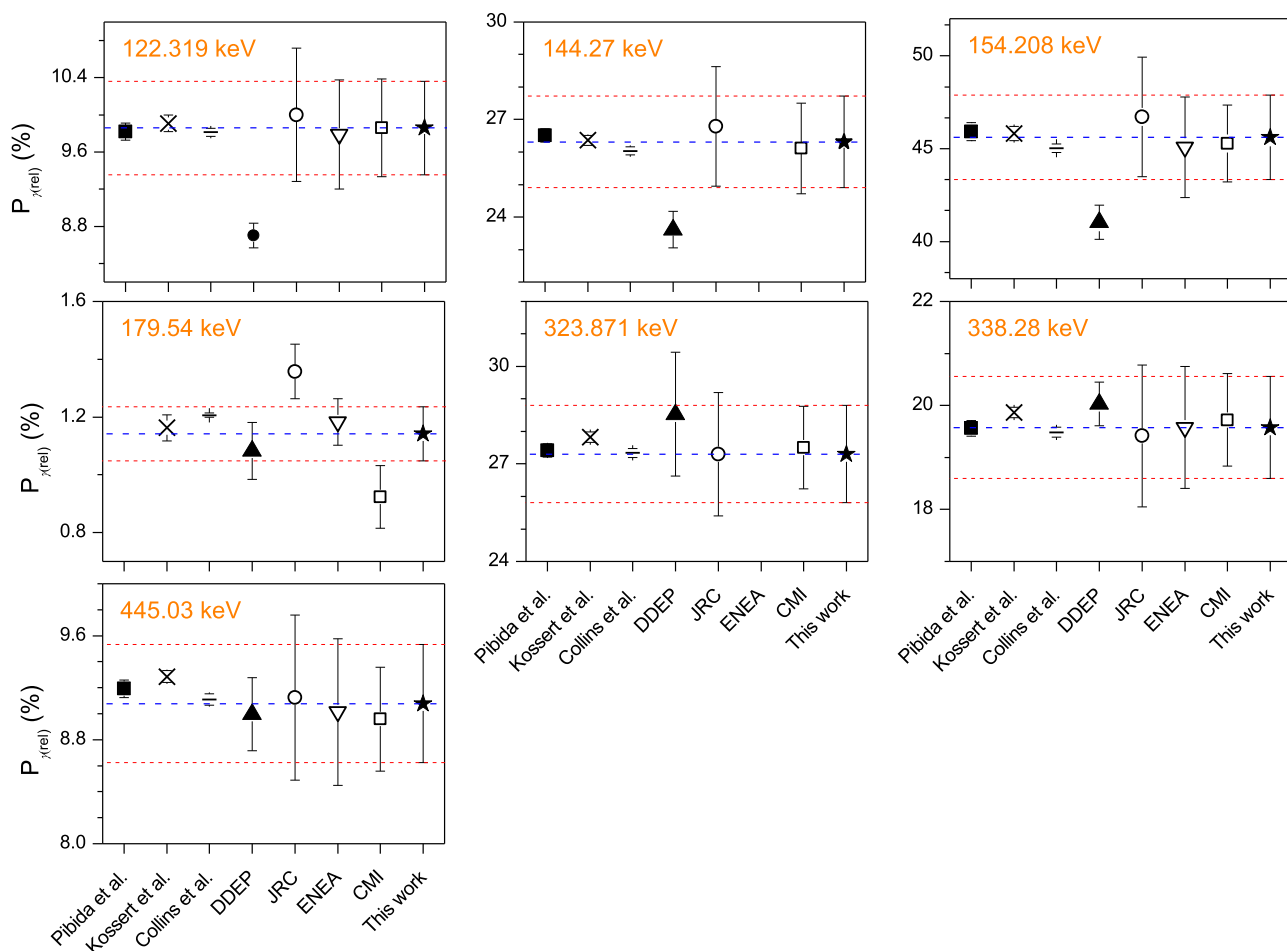 122.319 keV
10.4
9.6
8.8
Pγ(rel) (%)
144.27 keV
30
27
24
154.208 keV
50
45
40
179.54 keV
1.6
1.2
0.8
Pγ(rel) (%)
323.871 keV
30
27
24
Pibida et al.
Kossert et al.
Collins et al.
DDEP
JRC
ENEA
CMI
This work
338.28 keV
22
20
18
Pibida et al.
Kossert et al.
Collins et al.
DDEP
JRC
ENEA
CMI
This work
445.03 keV
9.6
8.8
8.0
Pγ(rel) (%)
Pibida et al.
Kossert et al.
Collins et al.
DDEP
JRC
ENEA
CMI
This work